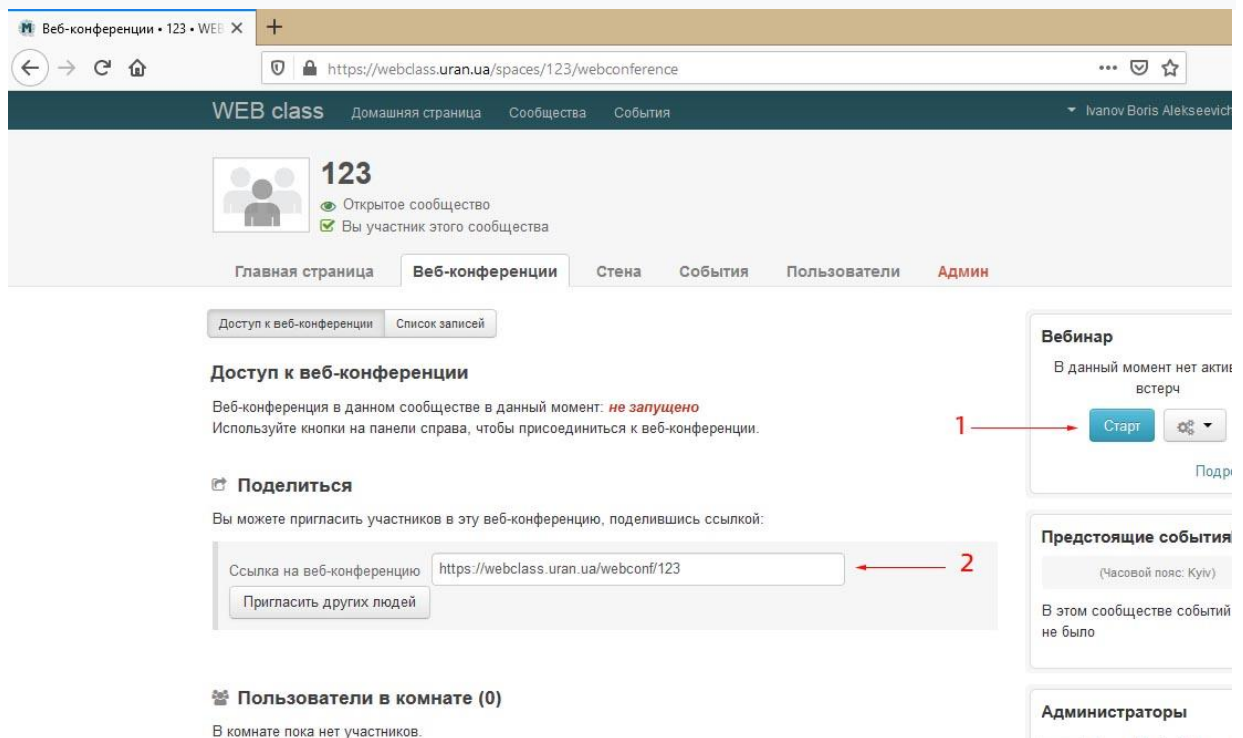 Веб-конференции • 123 • WEB
https://webclass.uran.ua/spaces/123/webconference
WEB class Домашняя страница Сообщества События Ivanov Boris Alekseevich
123
Открытое сообщество
Вы участник этого сообщества
Главная страница Веб-конференции Стена События Пользователи Админ
Доступ к веб-конференции Список записей
Доступ к веб-конференции
Веб-конференция в данном сообществе в данный момент: не запущено
Используйте кнопки на панели справа, чтобы присоединиться к веб-конференции.
Поделиться
Вы можете пригласить участников в эту веб-конференцию, поделившись ссылкой:
Ссылка на веб-конференцию https://webclass.uran.ua/webconf/123
2
Пригласить других людей
Пользователи в комнате (0)
В комнате пока нет участников.
Вебинар
В данный момент нет актив
встерч
1
Старт
Подро
Предстоящие события
(Часовой пояс: Kyiv)
В этом сообществе событий
не было
Администраторы